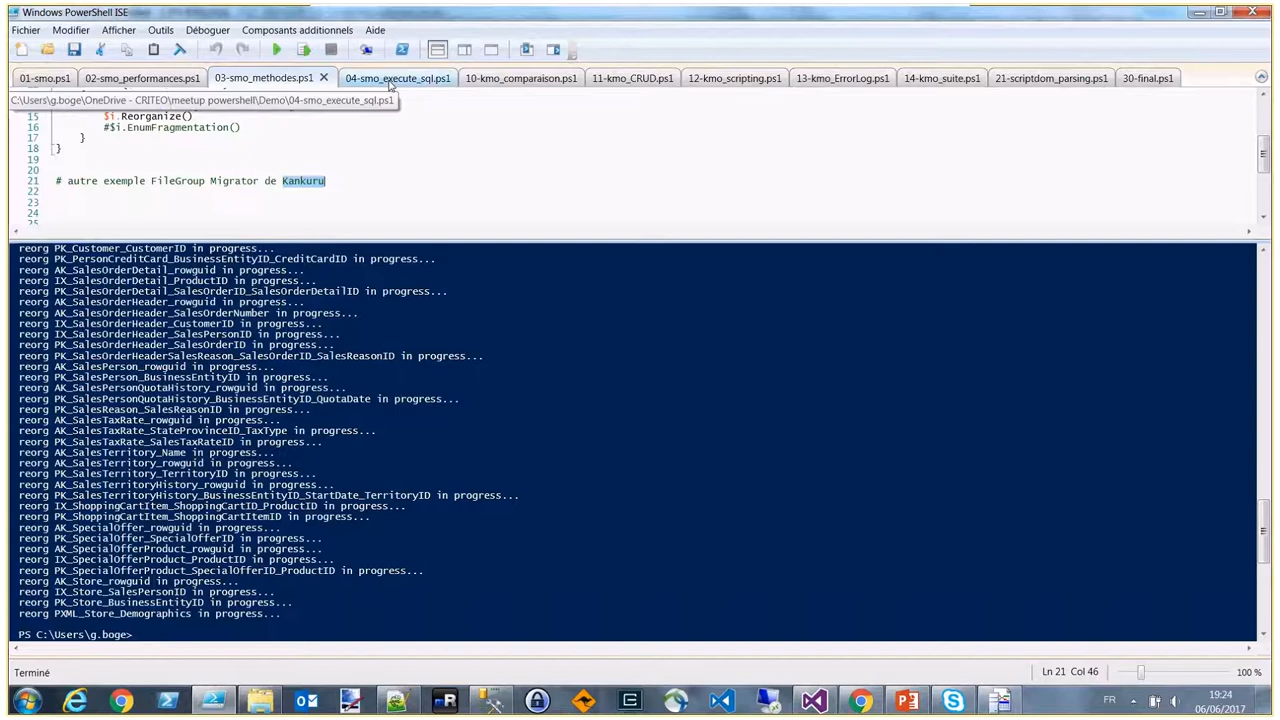 Windows PowerShell ISE
Fichier Modifier Afficher Outils Déboguer Composants additionnels Aide
01-smo.ps1 02-smo_performances.ps1 03-smo_methodes.ps1 04-smo_execute_sql.ps1 10-kmo_comparaison.ps1 11-kmo_CRUD.ps1 12-kmo_scripting.ps1 13-kmo_ErrorLog.ps1 14-kmo_suite.ps1 21-scriptdom_parsing.ps1 30-final.ps1
C:\Users\g.boge\OneDrive - CRITEO\meetup powershell\Demo\04-smo_execute_sql.ps1
15 $i.Reorganize()
16 #$i.EnumFragmentation()
17 }
18 }
19
20
21 # autre exemple FileGroup Migrator de Kankuru
22
23
24
25
reorg PK_Customer_CustomerID in progress...
reorg PK_PersonCreditCard_BusinessEntityID_CreditCardID in progress...
reorg AK_SalesOrderDetail_rowguid in progress...
reorg IX_SalesOrderDetail_ProductID in progress...
reorg PK_SalesOrderDetail_SalesOrderID_SalesOrderDetailID in progress...
reorg AK_SalesOrderHeader_rowguid in progress...
reorg AK_SalesOrderHeader_SalesOrderNumber in progress...
reorg IX_SalesOrderHeader_CustomerID in progress...
reorg IX_SalesOrderHeader_SalesPersonID in progress...
reorg PK_SalesOrderHeader_SalesOrderID in progress...
reorg PK_SalesOrderHeaderSalesReason_SalesOrderID_SalesReasonID in progress...
reorg AK_SalesPerson_rowguid in progress...
reorg PK_SalesPerson_BusinessEntityID in progress...
reorg AK_SalesPersonQuotaHistory_rowguid in progress...
reorg PK_SalesPersonQuotaHistory_BusinessEntityID_QuotaDate in progress...
reorg PK_SalesReason_SalesReasonID in progress...
reorg AK_SalesTaxRate_rowguid in progress...
reorg AK_SalesTaxRate_StateProvinceID_TaxType in progress...
reorg PK_SalesTaxRate_SalesTaxRateID in progress...
reorg AK_SalesTerritory_Name in progress...
reorg AK_SalesTerritory_rowguid in progress...
reorg PK_SalesTerritory_TerritoryID in progress...
reorg AK_SalesTerritoryHistory_rowguid in progress...
reorg PK_SalesTerritoryHistory_BusinessEntityID_StartDate_TerritoryID in progress...
reorg IX_ShoppingCartItem_ShoppingCartID_ProductID in progress...
reorg PK_ShoppingCartItem_ShoppingCartItemID in progress...
reorg AK_SpecialOffer_rowguid in progress...
reorg PK_SpecialOffer_SpecialOfferID in progress...
reorg AK_SpecialOfferProduct_rowguid in progress...
reorg IX_SpecialOfferProduct_ProductID in progress...
reorg PK_SpecialOfferProduct_SpecialOfferID_ProductID in progress...
reorg AK_Store_rowguid in progress...
reorg IX_Store_SalesPersonID in progress...
reorg PK_Store_BusinessEntityID in progress...
reorg PXML_Store_Demographics in progress...
PS C:\Users\g.boge>
Terminé Ln 21 Col 46 100 %
FR 19:24
06/06/2017